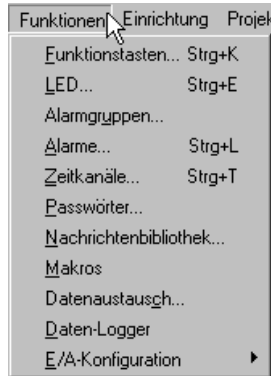 Funktionen Einrichtung Projek
Funktionstasten... Strg+K
LED... Strg+E
Alarmgruppen...
Alarme... Strg+L
Zeitkanäle... Strg+T
Passwörter...
Nachrichtenbibliothek...
Makros
Datenaustausch...
Daten-Logger
E/A-Konfiguration